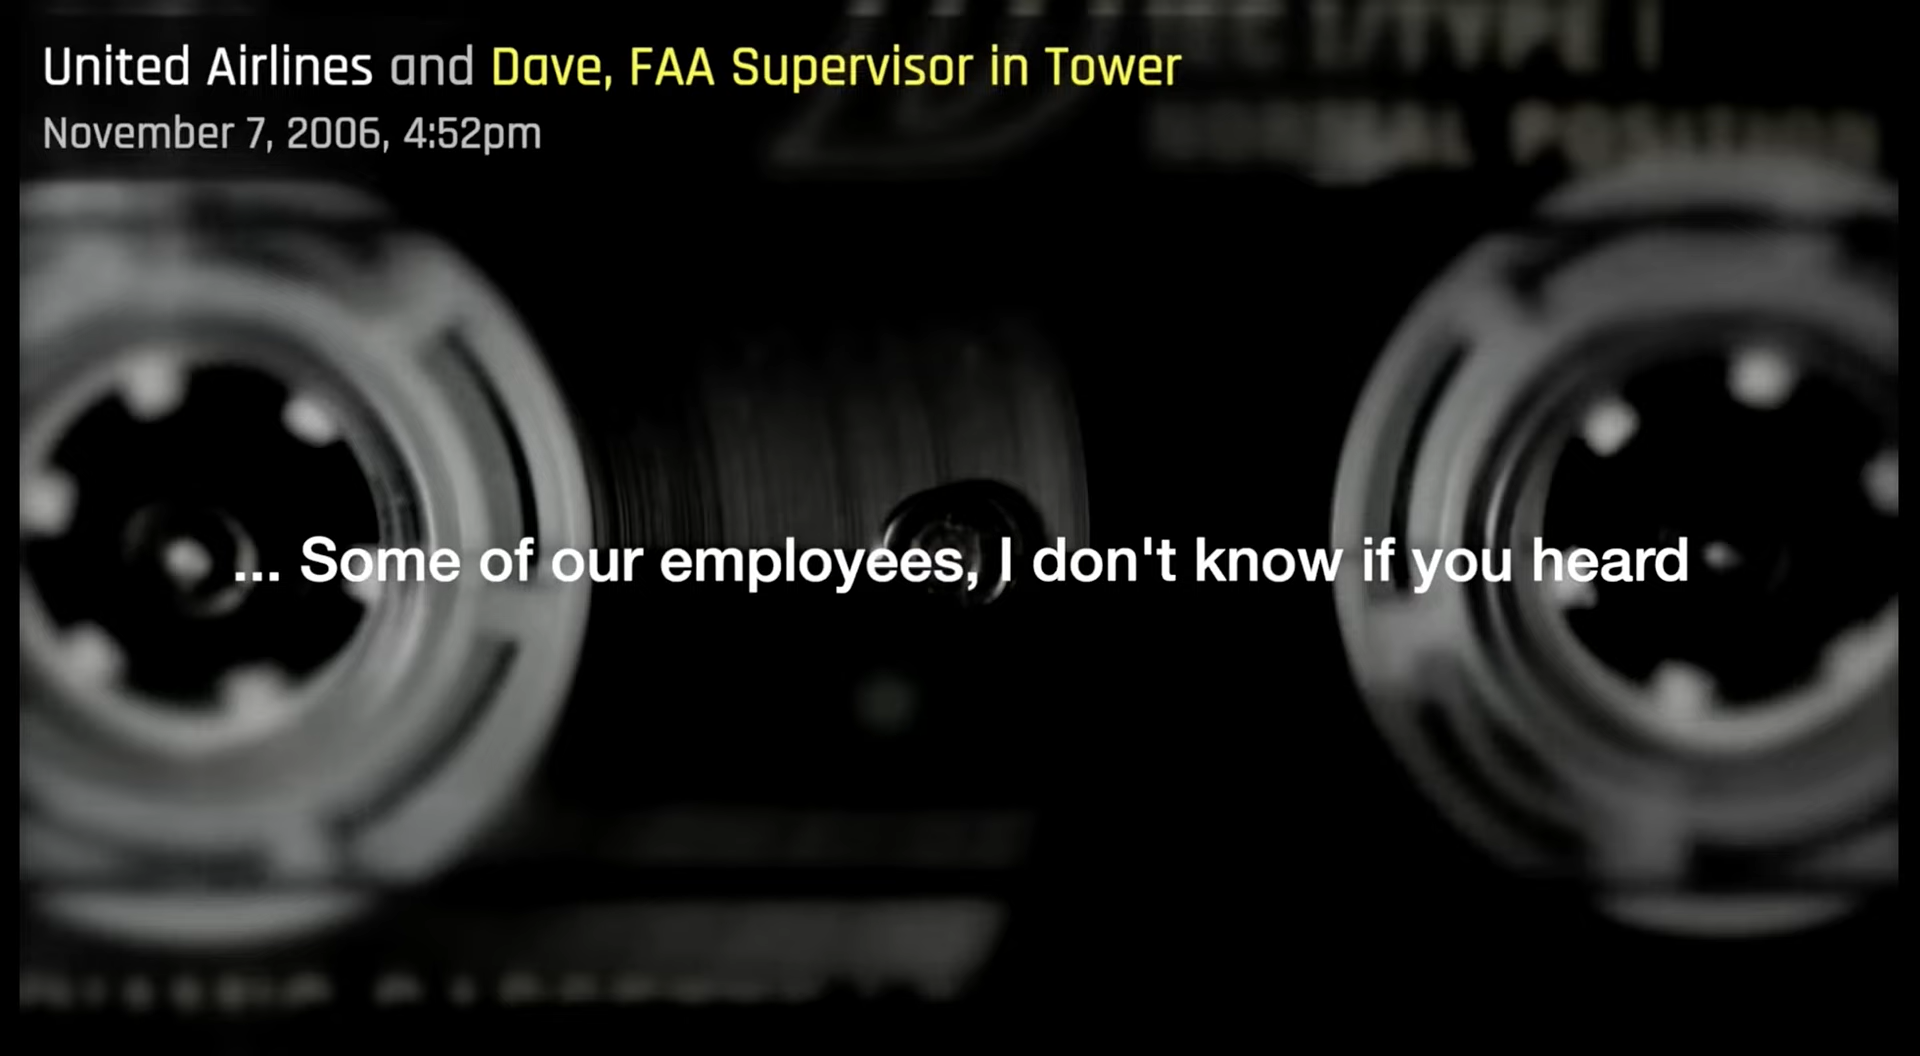 United Airlines and Dave, FAA Supervisor in Tower
November 7, 2006, 4:52pm
... Some of our employees, I don't know if you heard